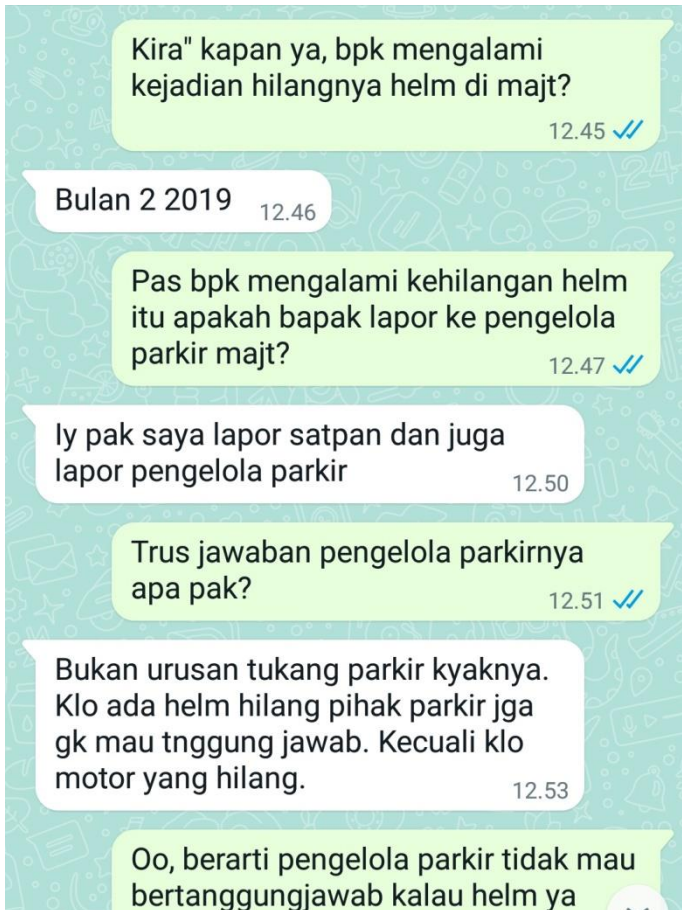 Kira" kapan ya, bpk mengalami
kejadian hilangnya helm di majt?
12.45
Bulan 2 2019 12.46
Pas bpk mengalami kehilangan helm
itu apakah bapak lapor ke pengelola
parkir majt?
12.47
Iy pak saya lapor satpan dan juga
lapor pengelola parkir
12.50
Trus jawaban pengelola parkirnya
apa pak?
12.51
Bukan urusan tukang parkir kyaknya.
Klo ada helm hilang pihak parkir jga
gk mau tnggung jawab. Kecuali klo
motor yang hilang.
12.53
Oo, berarti pengelola parkir tidak mau
bertanggungjawab kalau helm ya